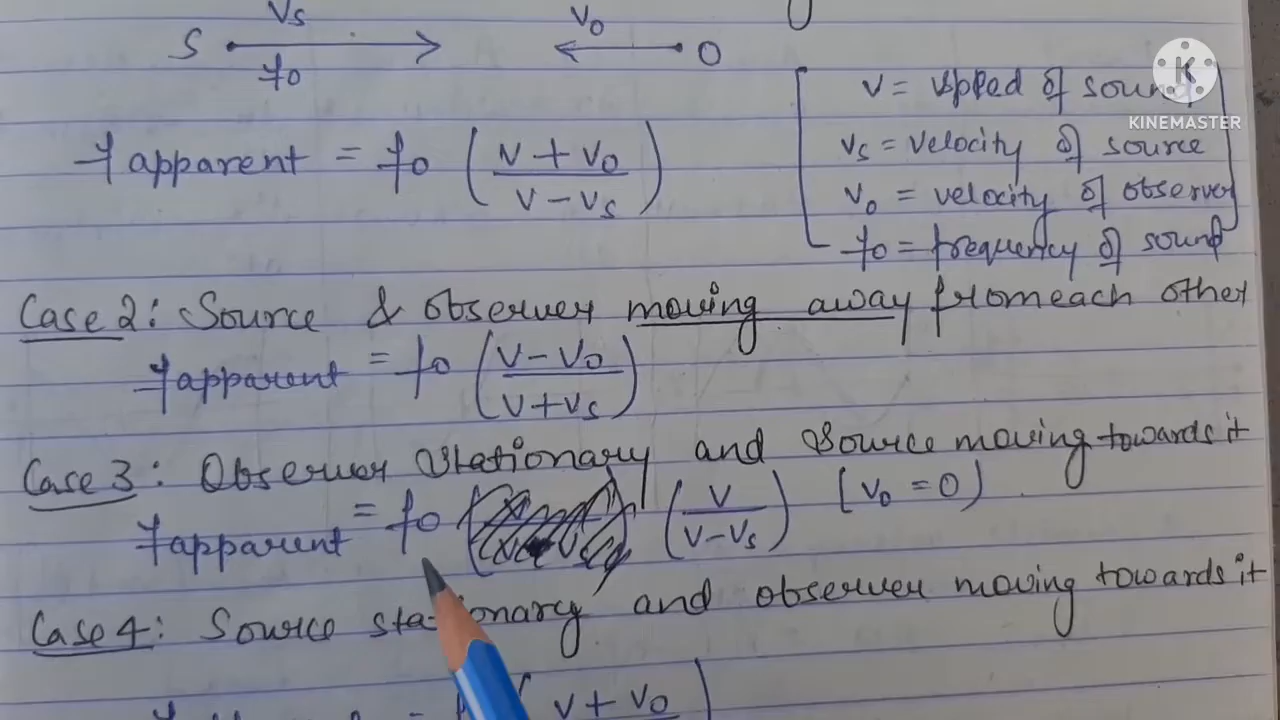 Vs
S → ← V₀ O
f₀
f apparent = f₀ (V + V₀ / V - Vs)
V = speed of sound
Vs = velocity of source
V₀ = velocity of observer
f₀ = frequency of sound
K
KINEMASTER
Case 2: Source & observer moving away from each other
f apparent = f₀ (V - V₀ / V + Vs)
Case 3: Observer stationary and source moving towards it
f apparent = f₀ (V / V - Vs) [V₀ = 0)
Case 4: Source stationary and observer moving towards it
V + V₀